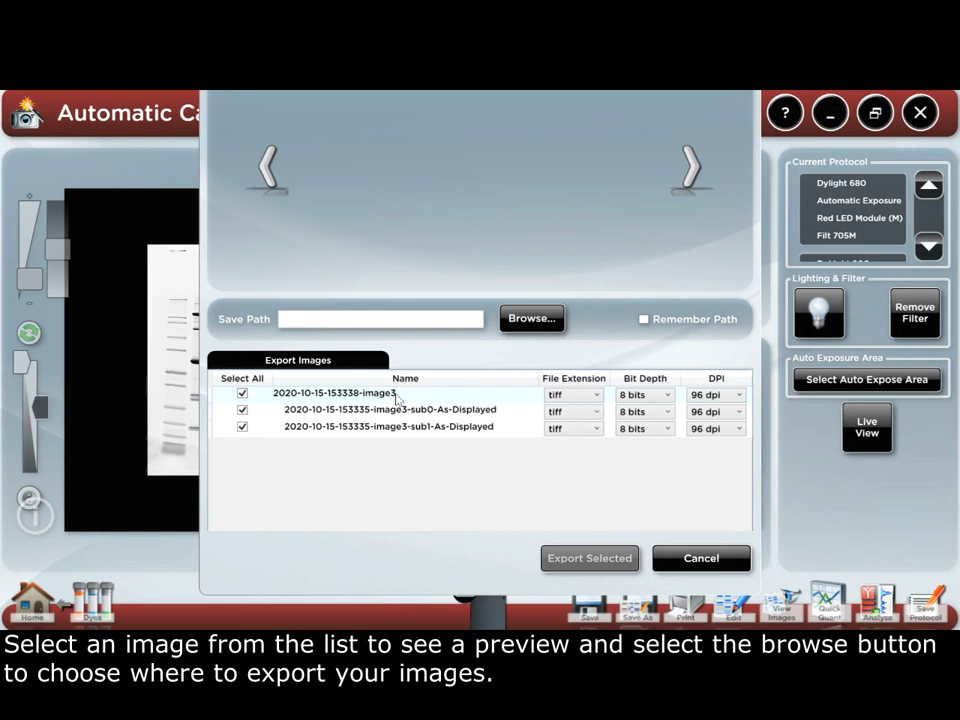 Automatic Ca
?
Current Protocol
Dylight 680
Automatic Exposure
Red LED Module (M)
Filt 705M
Lighting & Filter
Remove
Filter
Auto Exposure Area
Select Auto Expose Area
Live
View
Save Path
Browse...
Remember Path
Export Images
Select All Name File Extension Bit Depth DPI
2020-10-15-153338-image3 tiff 8 bits 96 dpi
2020-10-15-153335-image3-sub0-As-Displayed tiff 8 bits 96 dpi
2020-10-15-153335-image3-sub1-As-Displayed tiff 8 bits 96 dpi
Export Selected
Cancel
Home
Dyes
Save
Save As
Print
Edit
View
Images
Quick
Quant
Analyse
Save
Protocol
Select an image from the list to see a preview and select the browse button
to choose where to export your images.